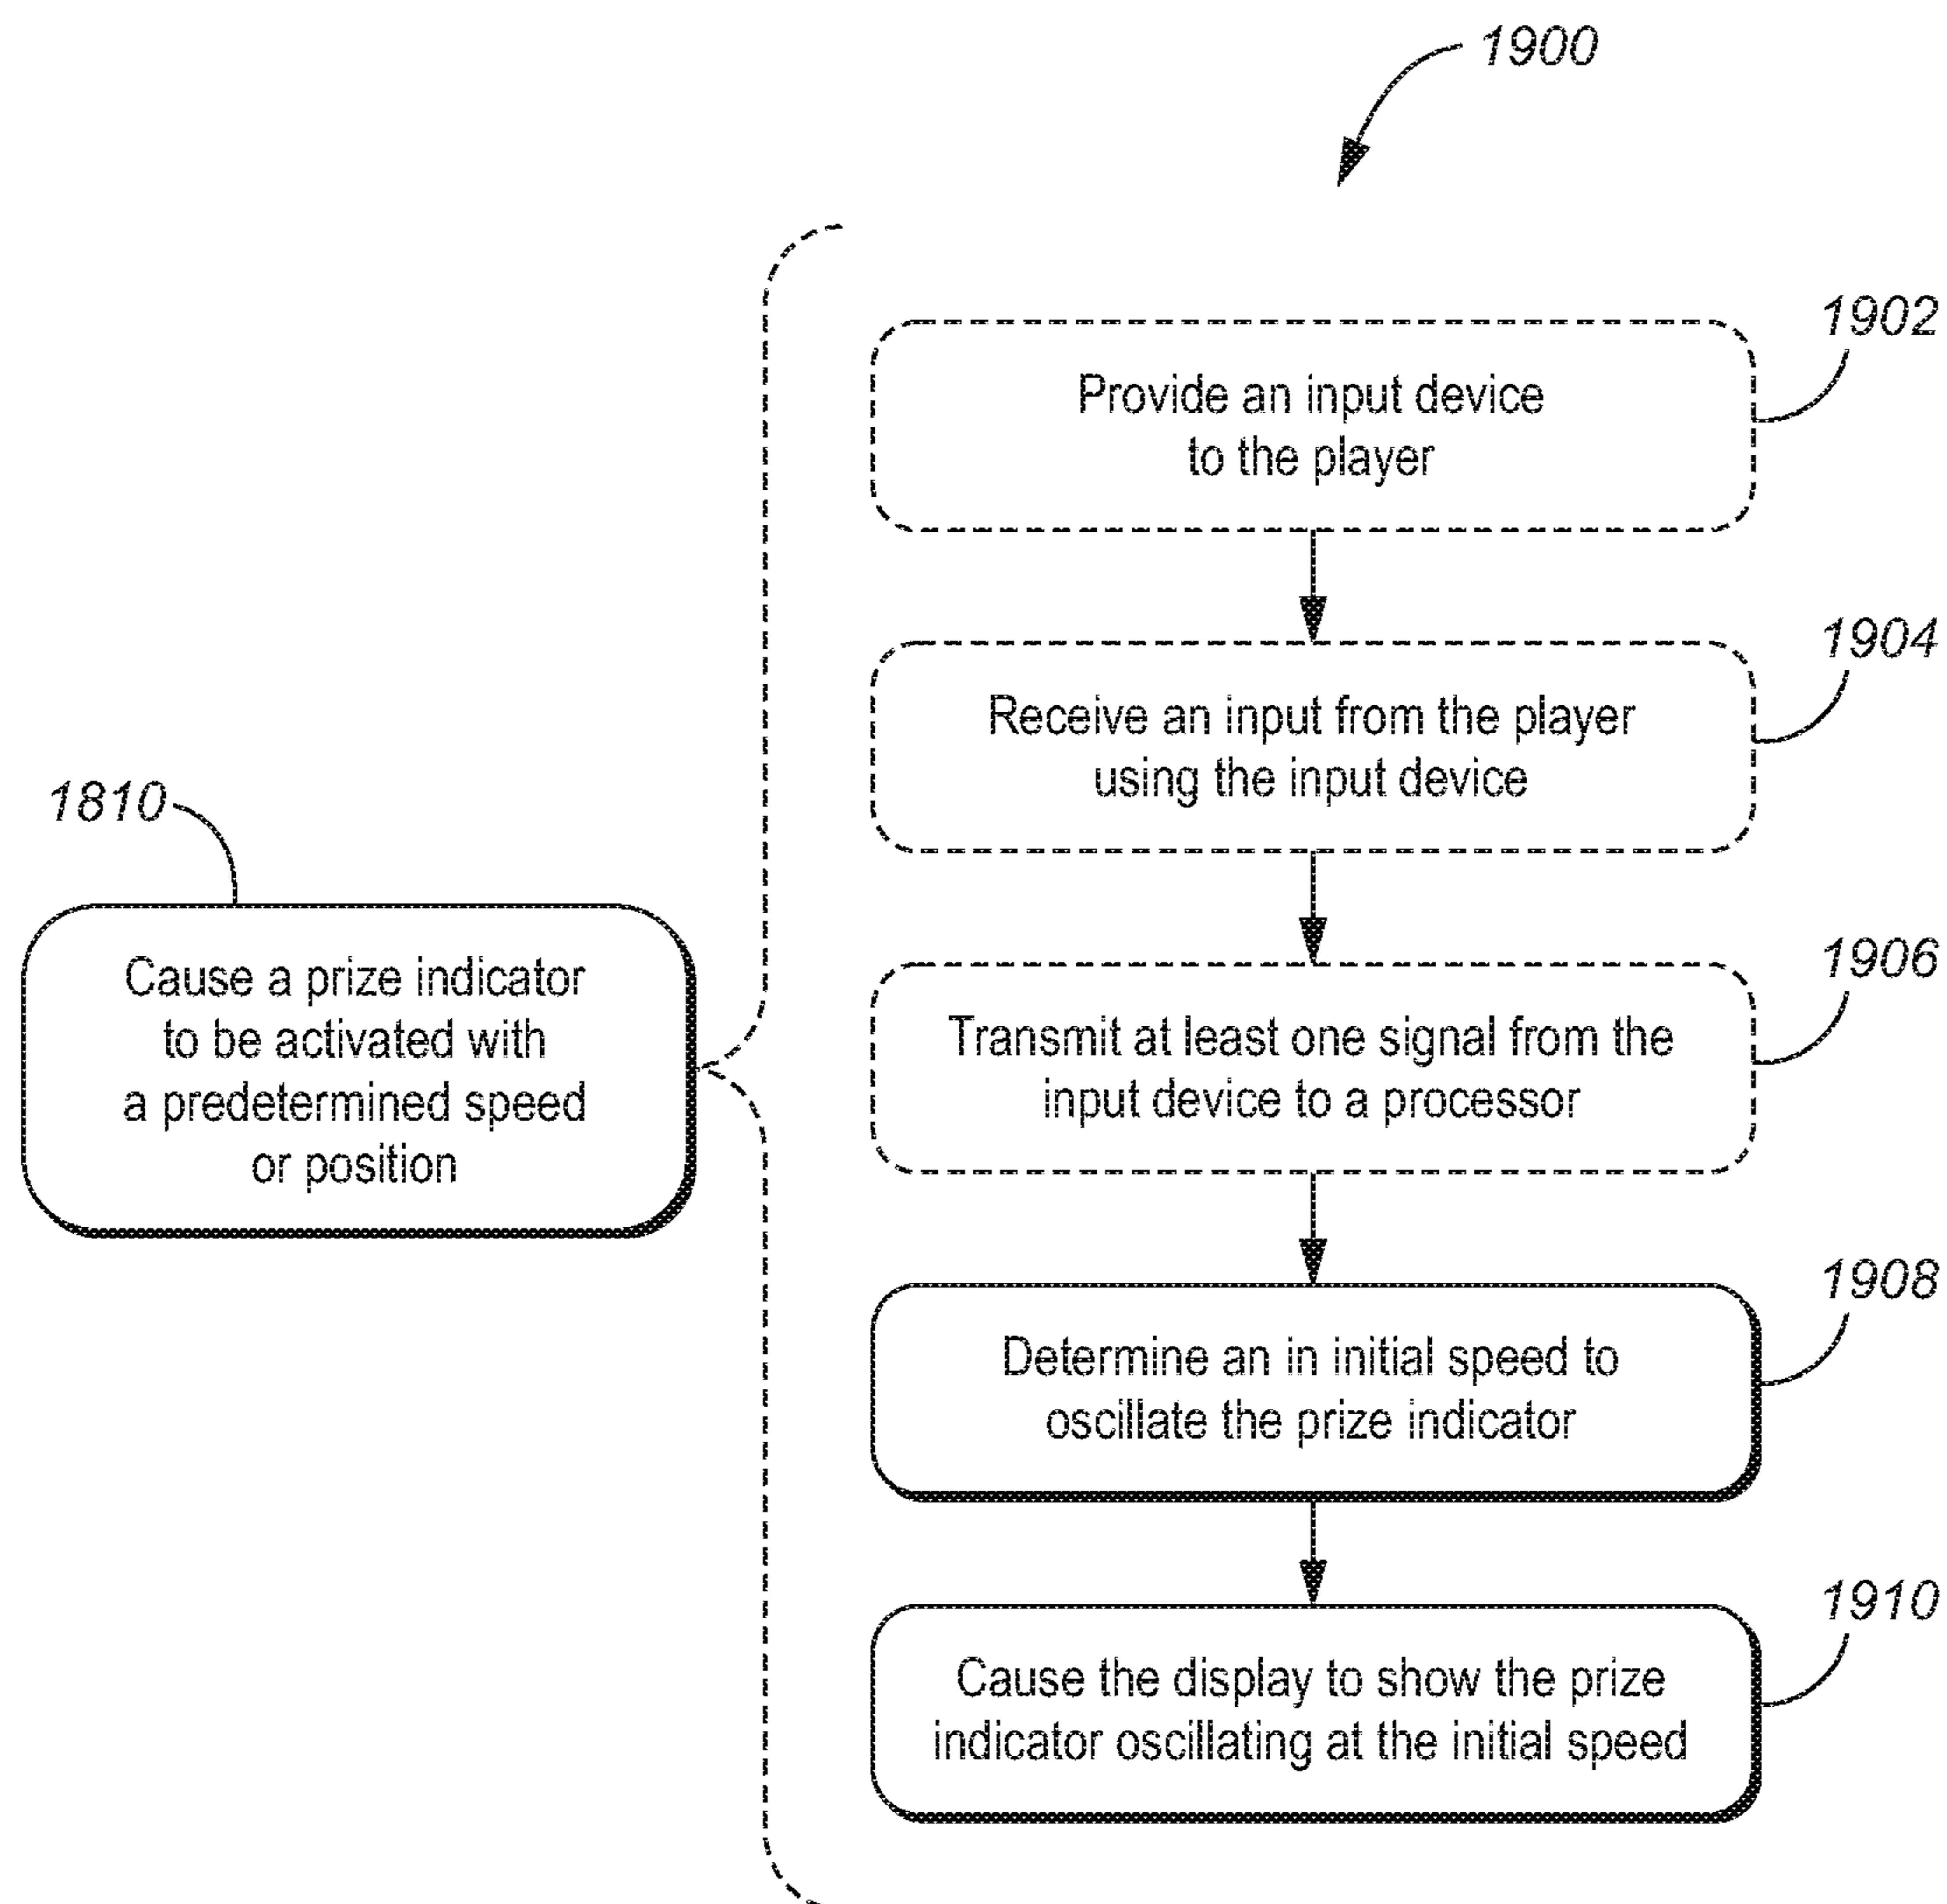 1900
1902
Provide an input device
to the player
1904
Receive an input from the player
using the input device
1810
Cause a prize indicator
to be activated with
a predetermined speed
or position
1906
Transmit at least one signal from the
input device to a processor
1908
Determine an in initial speed to
oscillate the prize indicator
1910
Cause the display to show the prize
indicator oscillating at the initial speed